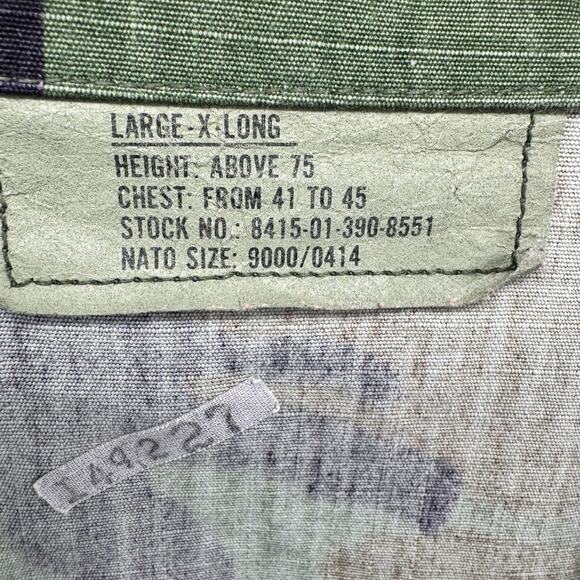 LARGE-X-LONG
HEIGHT: ABOVE 75
CHEST: FROM 41 TO 45
STOCK NO.: 8415-01-390-8551
NATO SIZE: 9000/0414
I49227